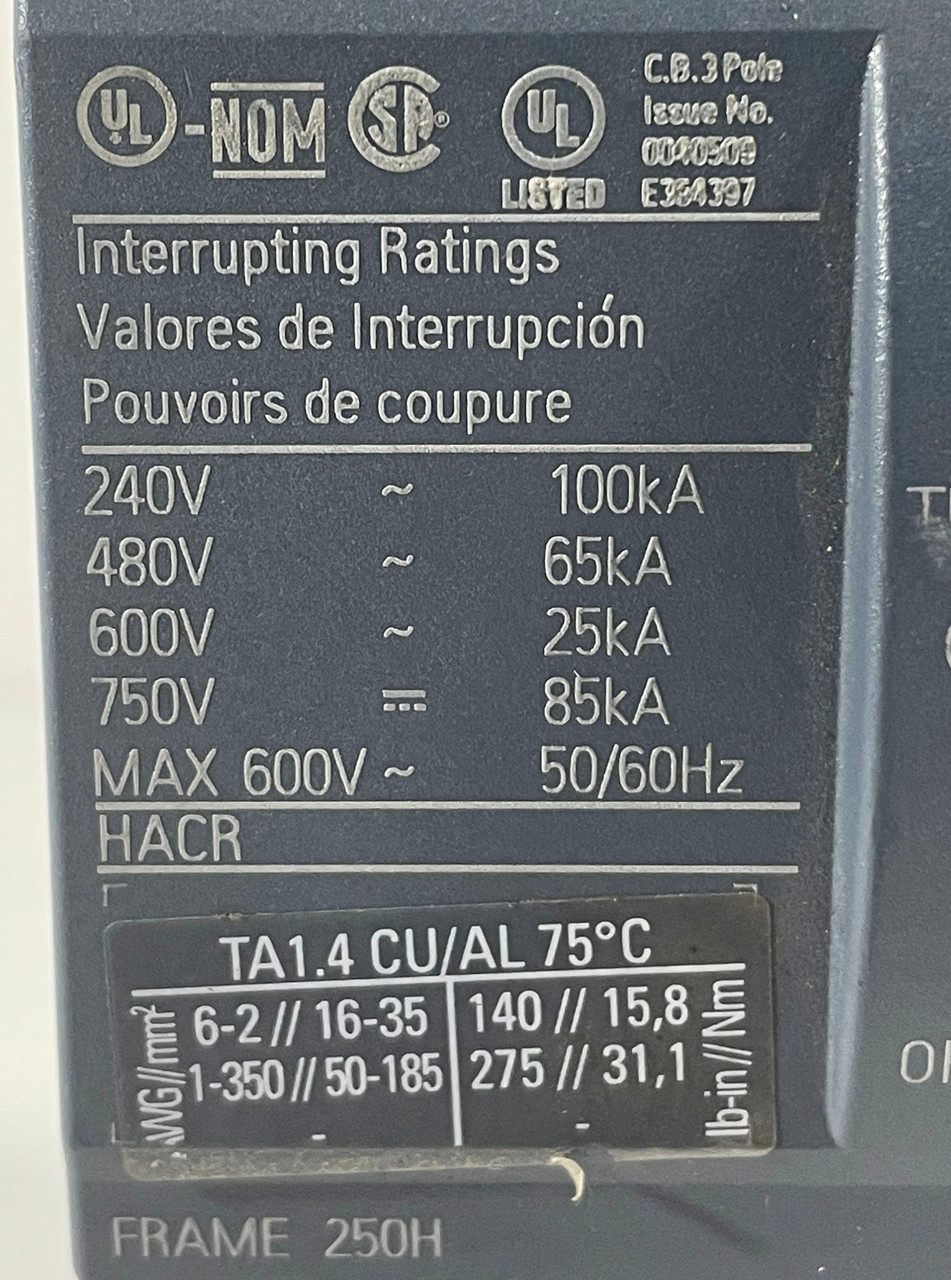 UL - NOM SP® UL LISTED
C.B.3 Pole
Issue No.
0040509
E364397
Interrupting Ratings
Valores de Interrupción
Pouvoirs de coupure
240V ~ 100kA
480V ~ 65kA
600V ~ 25kA
750V ⎓ 85kA
MAX 600V ~ 50/60Hz
HACR
TA1.4 CU/AL 75°C
AWG//mm²
6-2 // 16-35 140 // 15,8
1-350 // 50-185 275 // 31,1
- -
lb-in//Nm
FRAME 250H